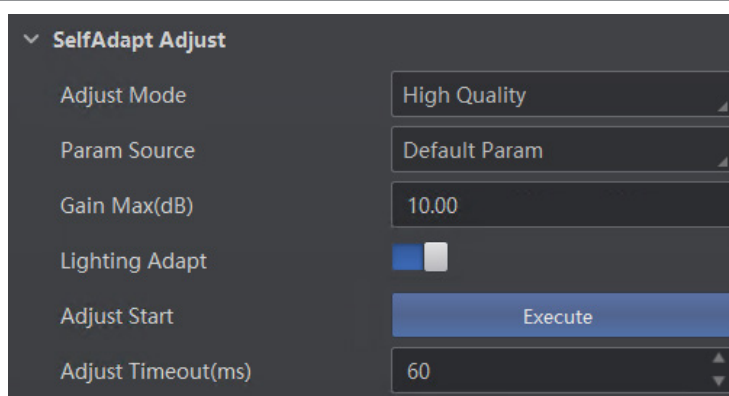 SelfAdapt Adjust
Adjust Mode High Quality
Param Source Default Param
Gain Max(dB) 10.00
Lighting Adapt
Adjust Start Execute
Adjust Timeout(ms) 60